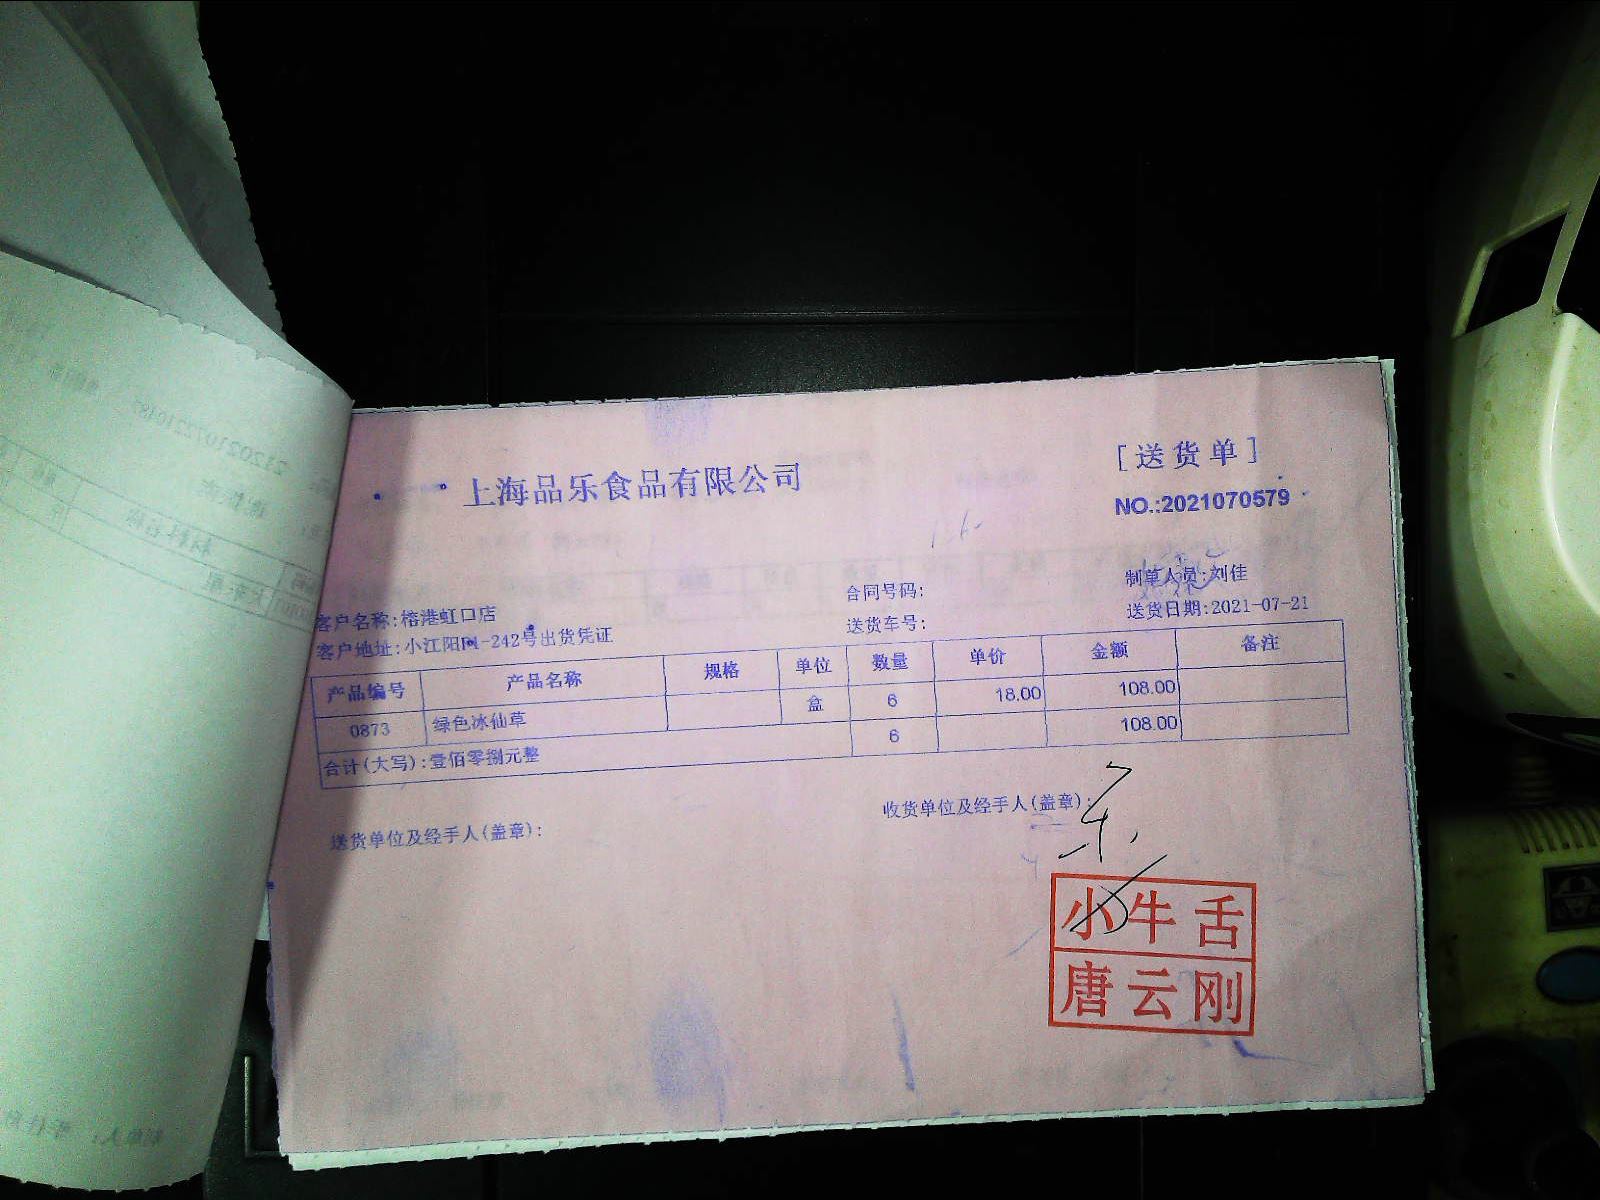 上海品乐食品有限公司
[送货单]
NO.:2021070579
合同号码:
制单人员:刘佳
客户名称:榕港虹口店
送货车号:
送货日期:2021-07-21
客户地址:小江阳 1-242号出货凭证
产品编号 产品名称 规格 单位 数量 单价 金额 备注
0873 绿色冰仙草 盒 6 18.00 108.00
合计(大写):壹佰零捌元整 6 108.00
送货单位及经手人(盖章):
收货单位及经手人(盖章):
小牛舌
唐云刚